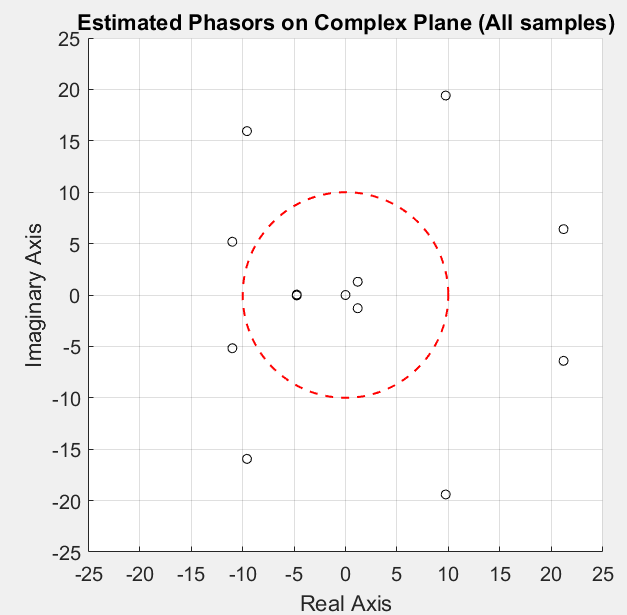 Estimated Phasors on Complex Plane (All samples)
25
20
15
10
5
0
-5
-10
-15
-20
-25
Imaginary Axis
-25 -20 -15 -10 -5 0 5 10 15 20 25
Real Axis